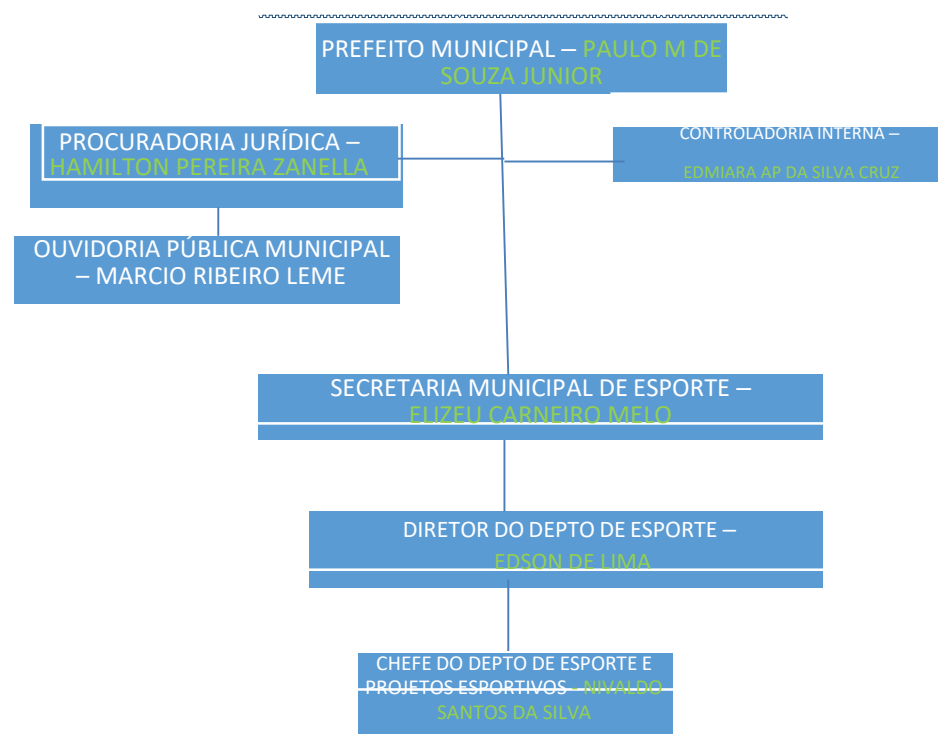 PREFEITO MUNICIPAL – PAULO M DE
SOUZA JUNIOR
PROCURADORIA JURÍDICA –
HAMILTON PEREIRA ZANELLA
CONTROLADORIA INTERNA –
EDMIARA AP DA SILVA CRUZ
OUVIDORIA PÚBLICA MUNICIPAL
– MARCIO RIBEIRO LEME
SECRETARIA MUNICIPAL DE ESPORTE –
ELIZEU CARNEIRO MELO
DIRETOR DO DEPTO DE ESPORTE –
EDSON DE LIMA
CHEFE DO DEPTO DE ESPORTE E
PROJETOS ESPORTIVOS - NIVALDO
SANTOS DA SILVA